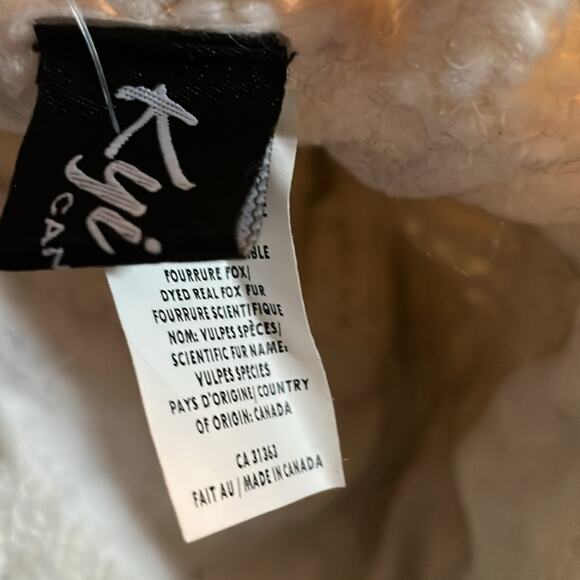 Kyi
CAN
BLE
FOURRURE FOX/
DYED REAL FOX FUR
FOURRURE SCIENTIFIQUE
NOM: VULPES SPÈCES/
SCIENTIFIC FUR NAME:
VULPES SPECIES
PAYS D'ORIGINE/COUNTRY
OF ORIGIN: CANADA
CA 31363
FAIT AU / MADE IN CANADA